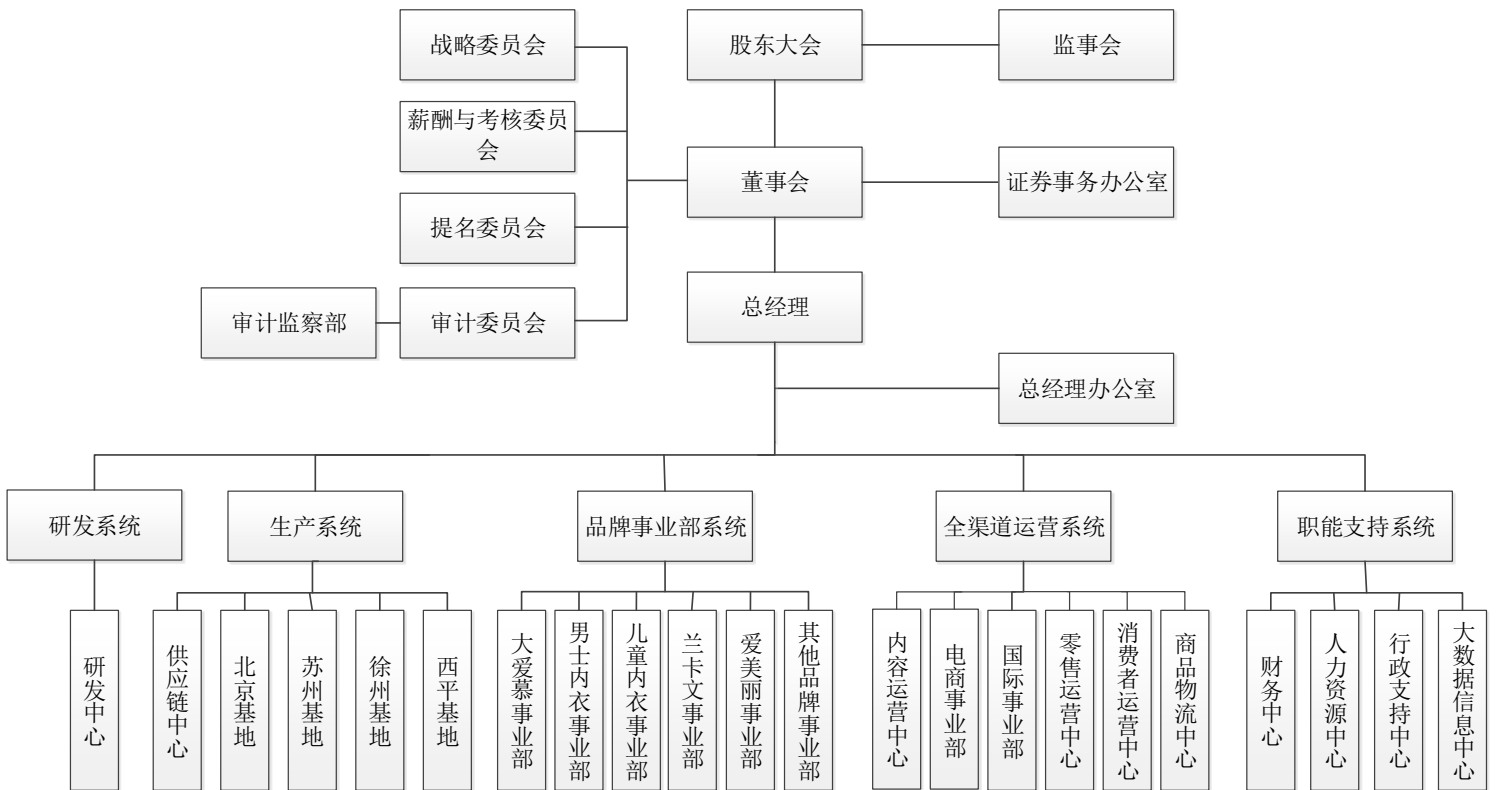 战略委员会
股东大会
监事会
薪酬与考核委员
会
董事会
证券事务办公室
提名委员会
总经理
审计监察部
审计委员会
总经理办公室
研发系统
生产系统
品牌事业部系统
全渠道运营系统
职能支持系统
研发中心
供应链中心
北京基地
苏州基地
徐州基地
西平基地
大爱慕事业部
男士内衣事业部
儿童内衣事业部
兰卡文事业部
爱美丽事业部
其他品牌事业部
内容运营中心
电商事业部
国际事业部
零售运营中心
消费者运营中心
商品物流中心
财务中心
人力资源中心
行政支持中心
大数据信息中心